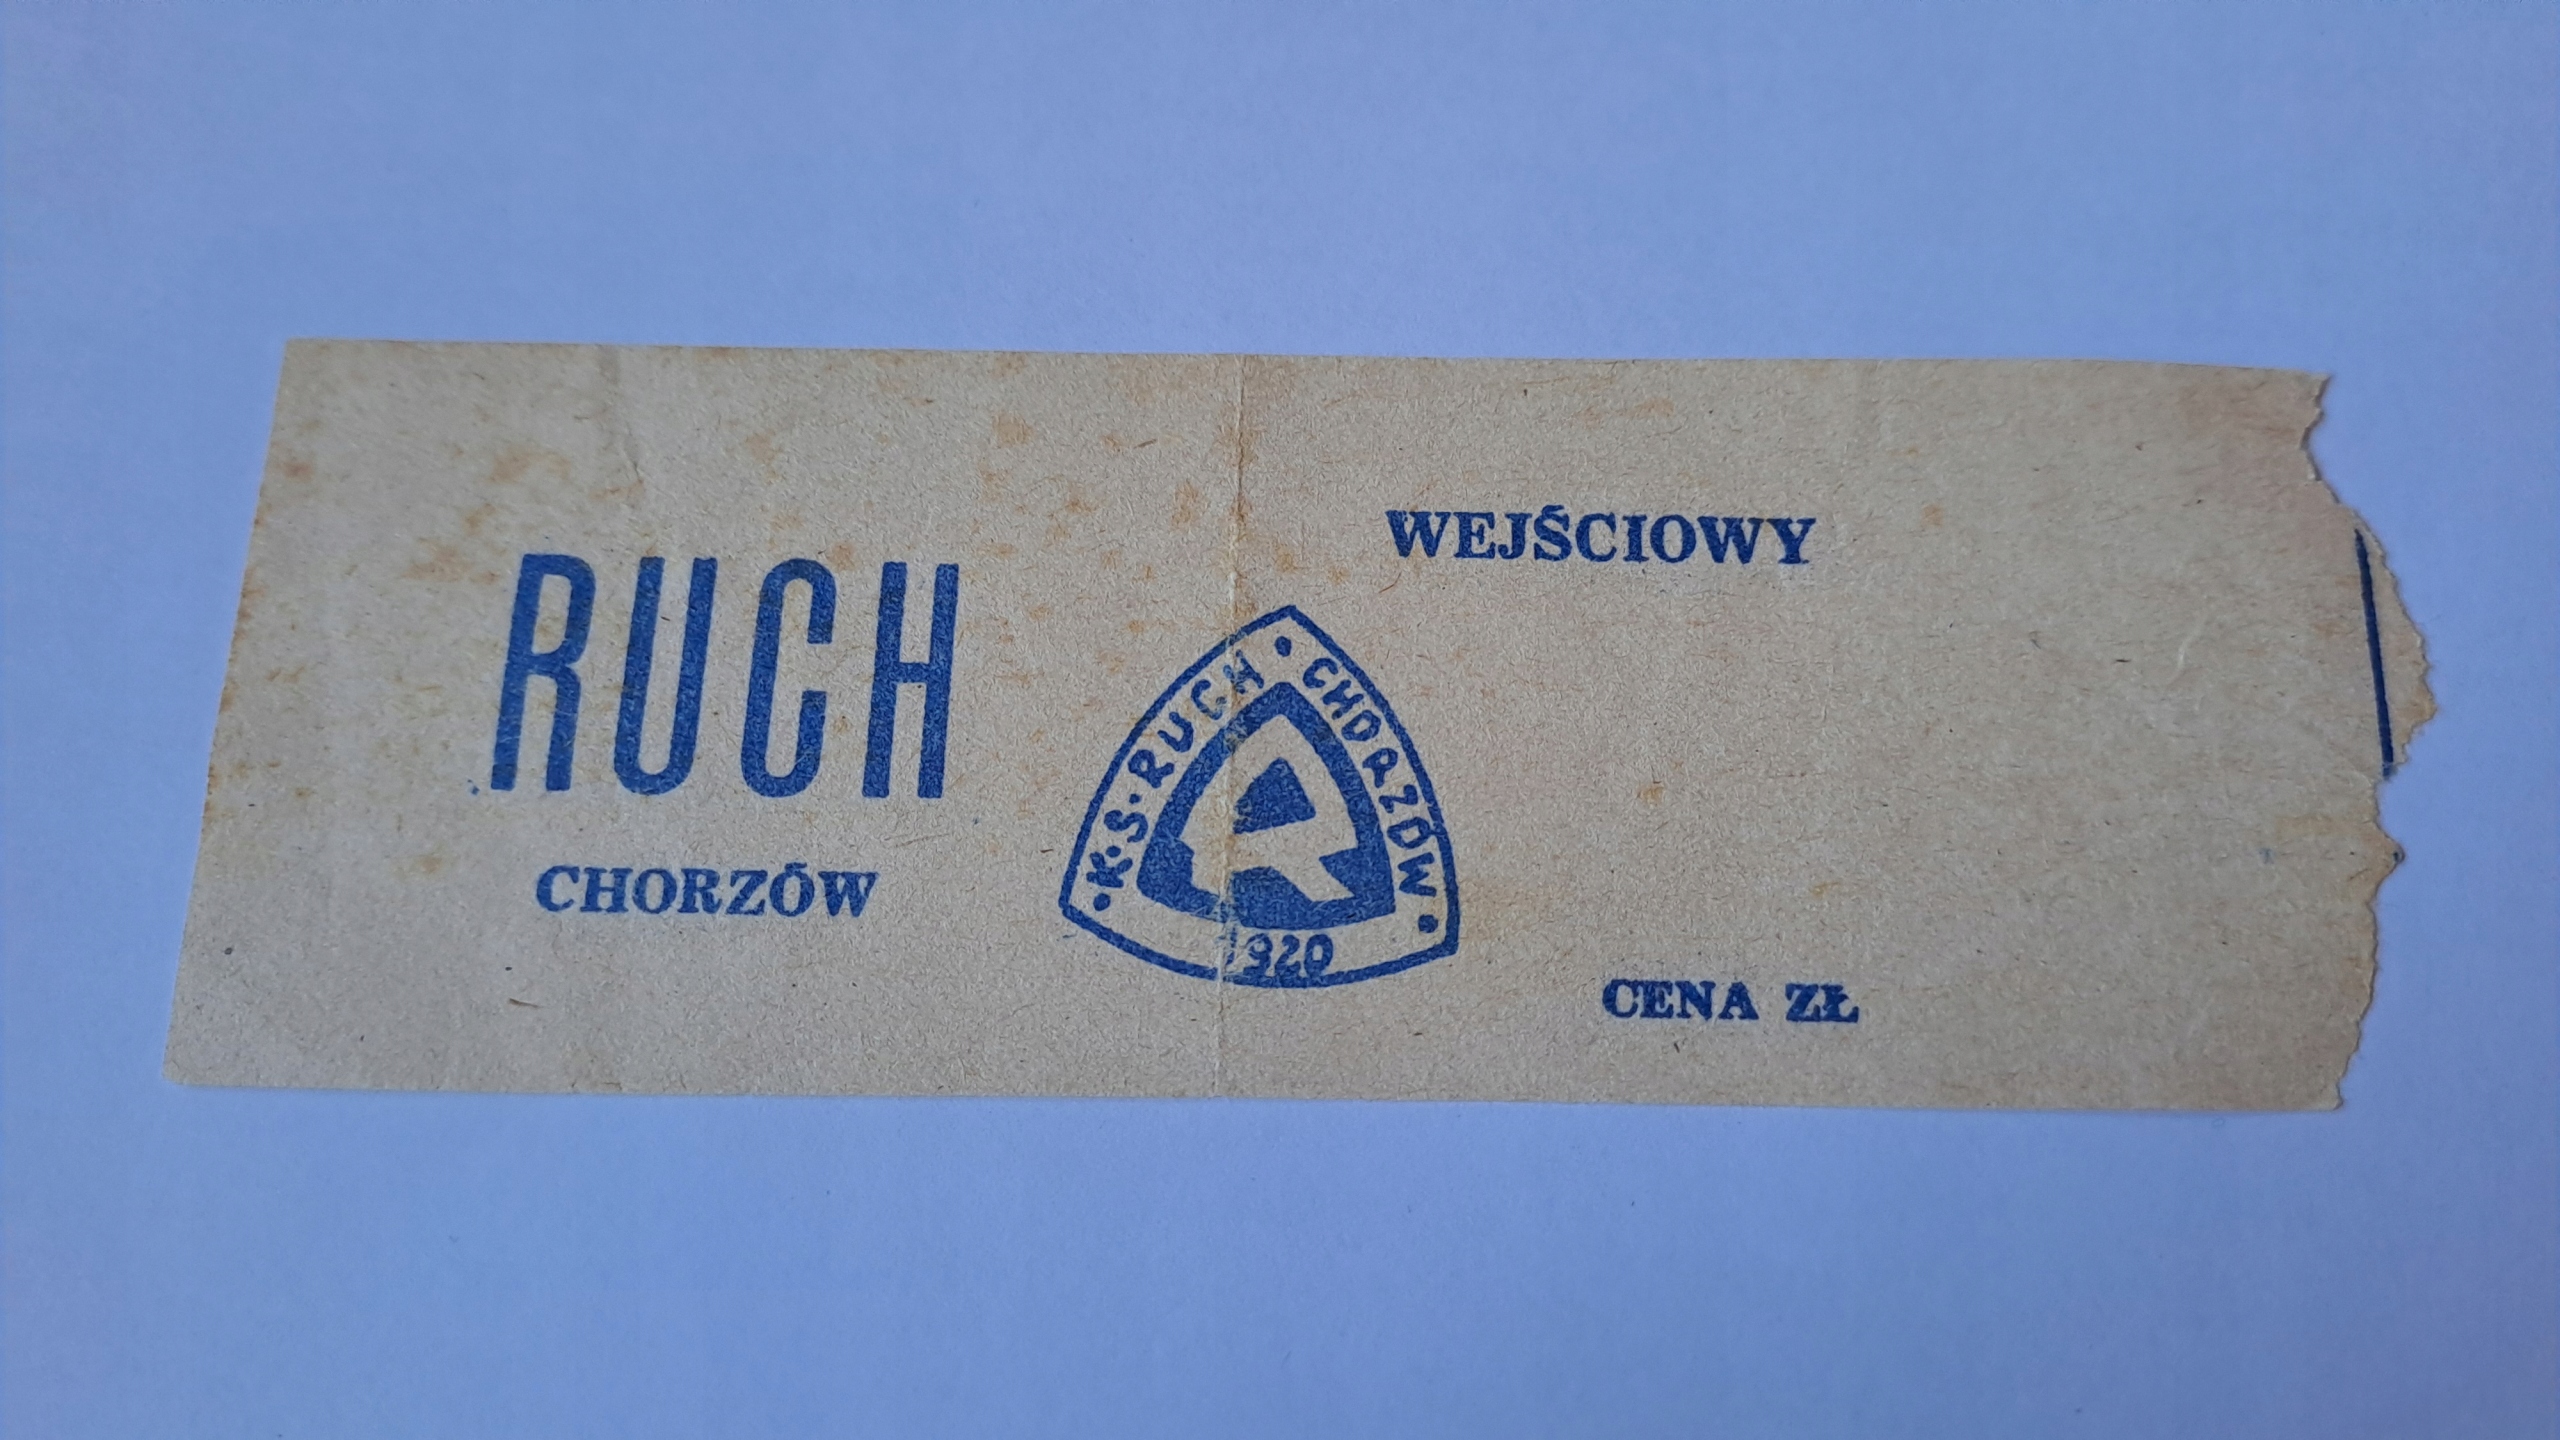 RUCH
CHORZÓW
K.S. RUCH • CHORZÓW
1920
WEJŚCIOWY
CENA ZŁ